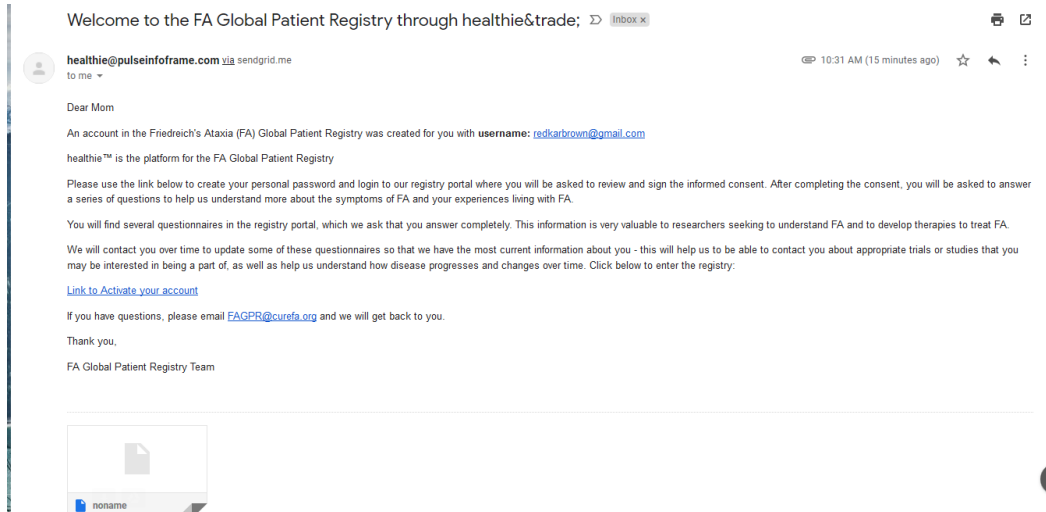 Welcome to the FA Global Patient Registry through healthie&trade; Inbox x
healthie@pulseinfoframe.com via sendgrid.me 10:31 AM (15 minutes ago)
to me
Dear Mom
An account in the Friedreich's Ataxia (FA) Global Patient Registry was created for you with username: redkarbrown@gmail.com
healthie™ is the platform for the FA Global Patient Registry
Please use the link below to create your personal password and login to our registry portal where you will be asked to review and sign the informed consent. After completing the consent, you will be asked to answer
a series of questions to help us understand more about the symptoms of FA and your experiences living with FA.
You will find several questionnaires in the registry portal, which we ask that you answer completely. This information is very valuable to researchers seeking to understand FA and to develop therapies to treat FA.
We will contact you over time to update some of these questionnaires so that we have the most current information about you - this will help us to be able to contact you about appropriate trials or studies that you
may be interested in being a part of, as well as help us understand how disease progresses and changes over time. Click below to enter the registry:
Link to Activate your account
If you have questions, please email FAGPR@curefa.org and we will get back to you.
Thank you,
FA Global Patient Registry Team
noname